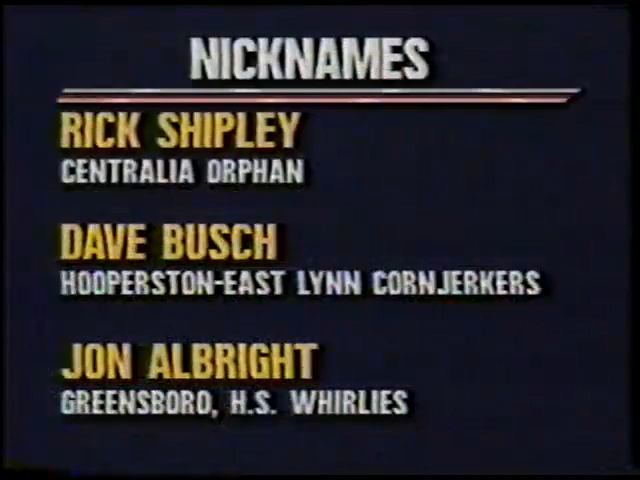 NICKNAMES
RICK SHIPLEY
CENTRALIA ORPHAN
DAVE BUSCH
HOOPERSTON-EAST LYNN CORNJERKERS
JON ALBRIGHT
GREENSBORO, H.S. WHIRLIES